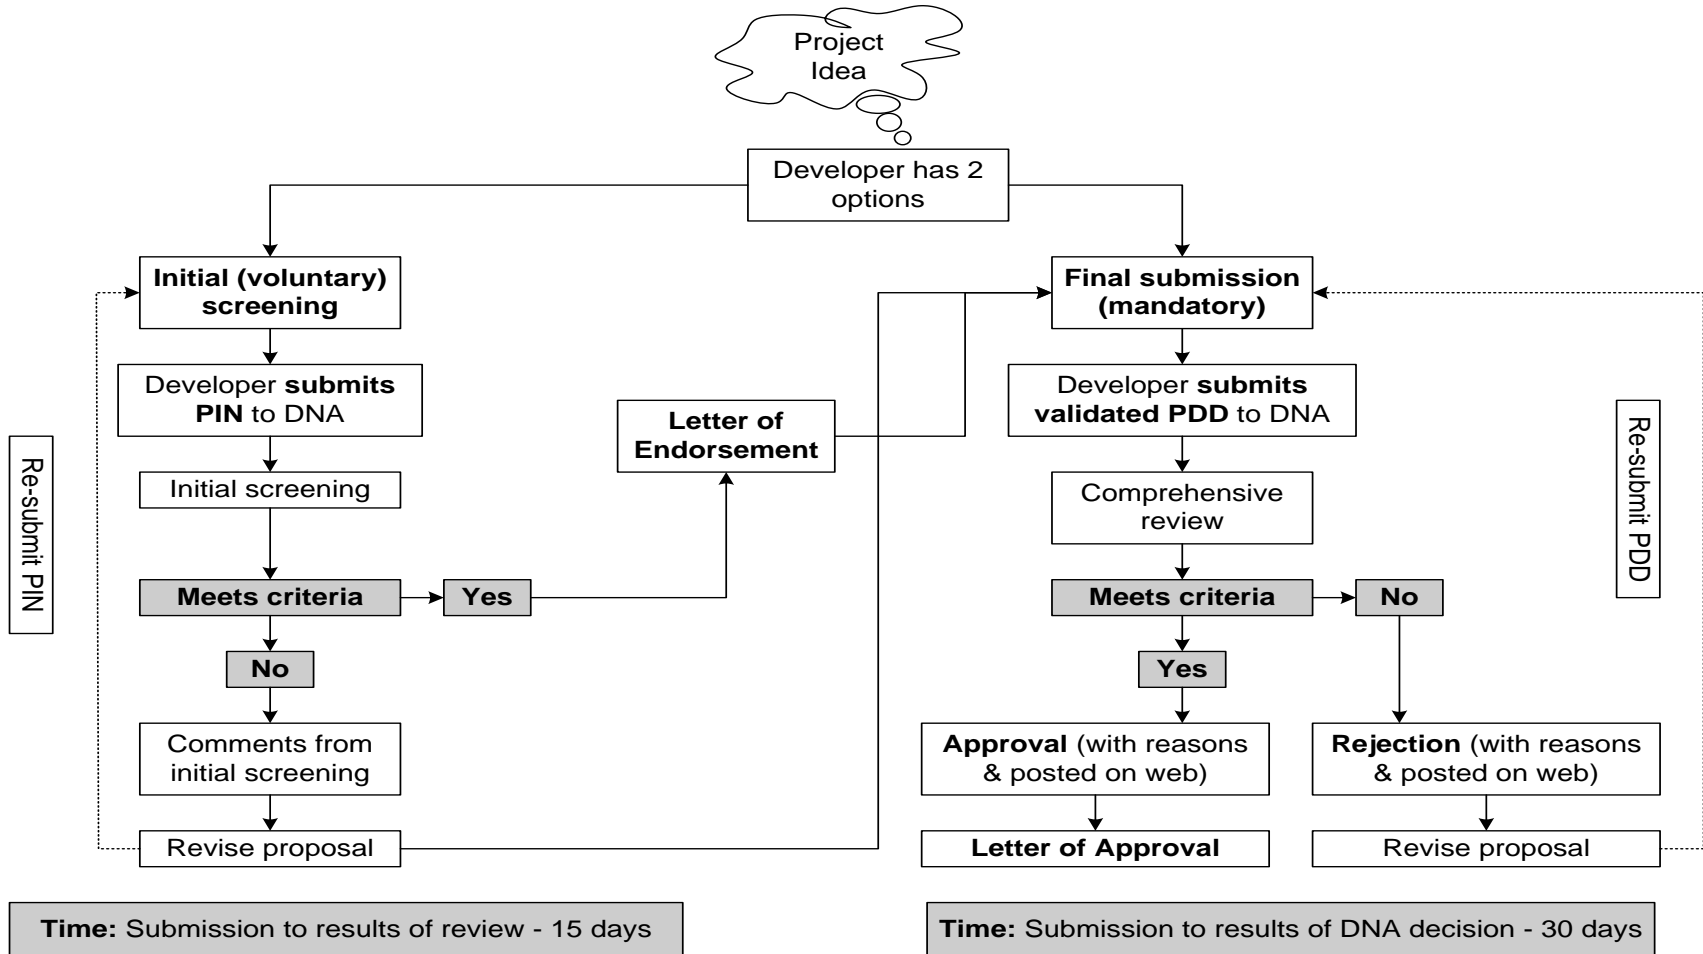 Project
Idea
Developer has 2
options
Initial (voluntary)
screening
Developer submits
PIN to DNA
Initial screening
Meets criteria
Yes
No
Comments from
initial screening
Revise proposal
Re-submit PIN
Letter of
Endorsement
Final submission
(mandatory)
Developer submits
validated PDD to DNA
Comprehensive
review
Meets criteria
No
Yes
Approval (with reasons
& posted on web)
Letter of Approval
Rejection (with reasons
& posted on web)
Revise proposal
Re-submit PDD
Time: Submission to results of review - 15 days
Time: Submission to results of DNA decision - 30 days